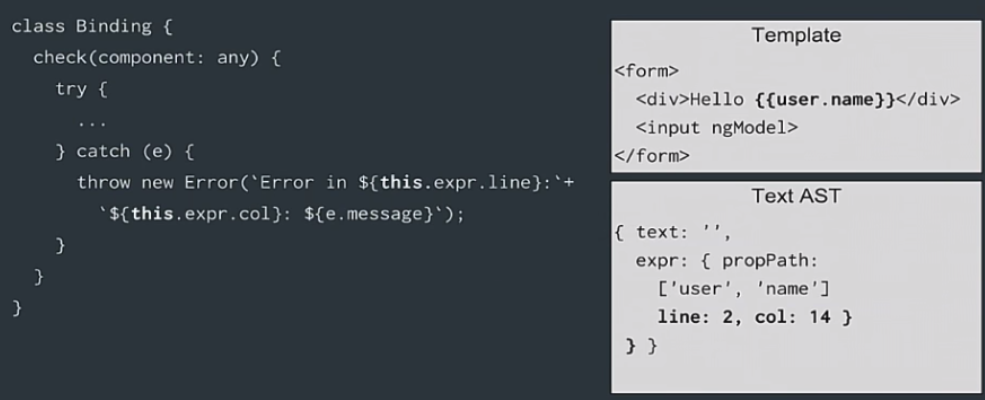 class Binding {
check(component: any) {
try {
...
} catch (e) {
throw new Error(`Error in ${this.expr.line}:`+
`${this.expr.col}: ${e.message}`);
}
}
}
Template
<form>
<div>Hello {{user.name}}</div>
<input ngModel>
</form>
Text AST
{ text: '',
expr: { propPath:
['user', 'name']
line: 2, col: 14 }
} }